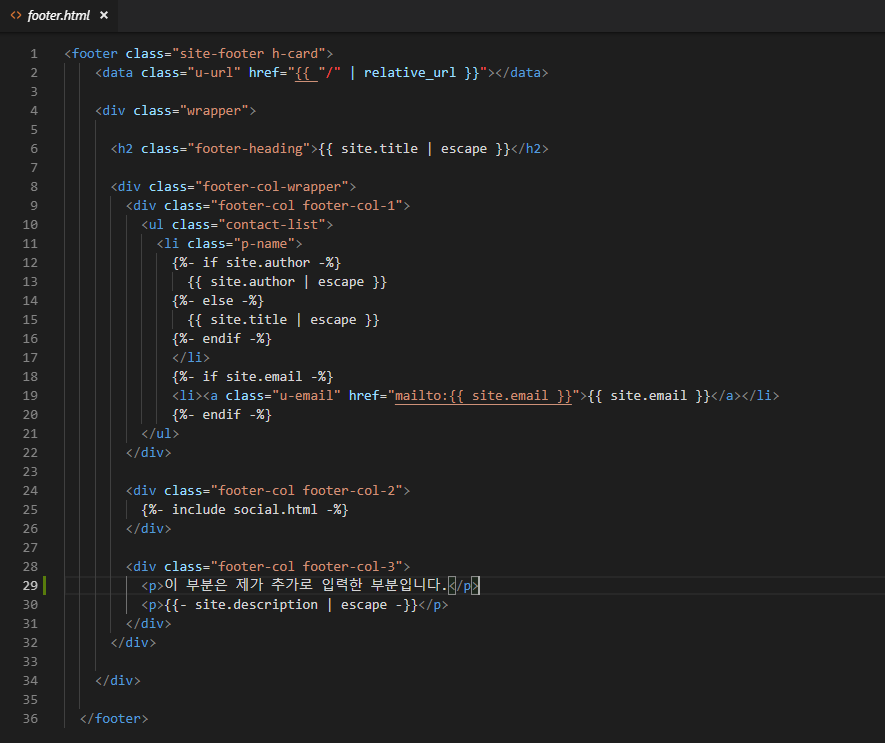 <> footer.html ×
1 <footer class="site-footer h-card">
2 <data class="u-url" href="{{ "/" | relative_url }}"></data>
3
4 <div class="wrapper">
5
6 <h2 class="footer-heading">{{ site.title | escape }}</h2>
7
8 <div class="footer-col-wrapper">
9 <div class="footer-col footer-col-1">
10 <ul class="contact-list">
11 <li class="p-name">
12 {%- if site.author -%}
13 {{ site.author | escape }}
14 {%- else -%}
15 {{ site.title | escape }}
16 {%- endif -%}
17 </li>
18 {%- if site.email -%}
19 <li><a class="u-email" href="mailto:{{ site.email }}">{{ site.email }}</a></li>
20 {%- endif -%}
21 </ul>
22 </div>
23
24 <div class="footer-col footer-col-2">
25 {%- include social.html -%}
26 </div>
27
28 <div class="footer-col footer-col-3">
29 <p>이 부분은 제가 추가로 입력한 부분입니다.</p>
30 <p>{{- site.description | escape -}}</p>
31 </div>
32 </div>
33
34 </div>
35
36 </footer>